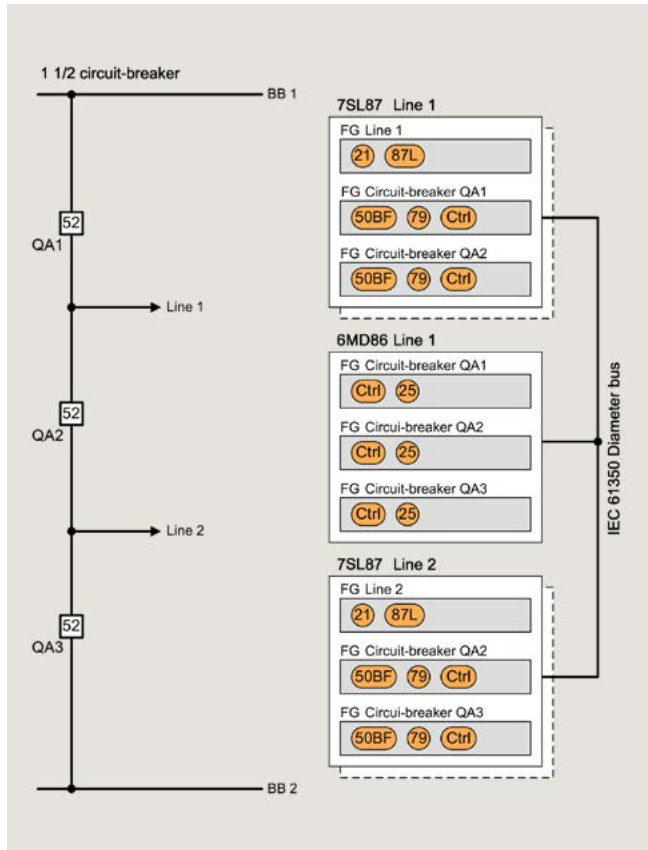 1 1/2 circuit-breaker
BB 1
52
QA1
Line 1
52
QA2
Line 2
52
QA3
BB 2
7SL87 Line 1
FG Line 1
21 87L
FG Circuit-breaker QA1
50BF 79 Ctrl
FG Circuit-breaker QA2
50BF 79 Ctrl
6MD86 Line 1
FG Circuit-breaker QA1
Ctrl 25
FG Circui-breaker QA2
Ctrl 25
FG Circuit-breaker QA3
Ctrl 25
7SL87 Line 2
FG Line 2
21 87L
FG Circuit-breaker QA2
50BF 79 Ctrl
FG Circui-breaker QA3
50BF 79 Ctrl
IEC 61350 Diameter bus